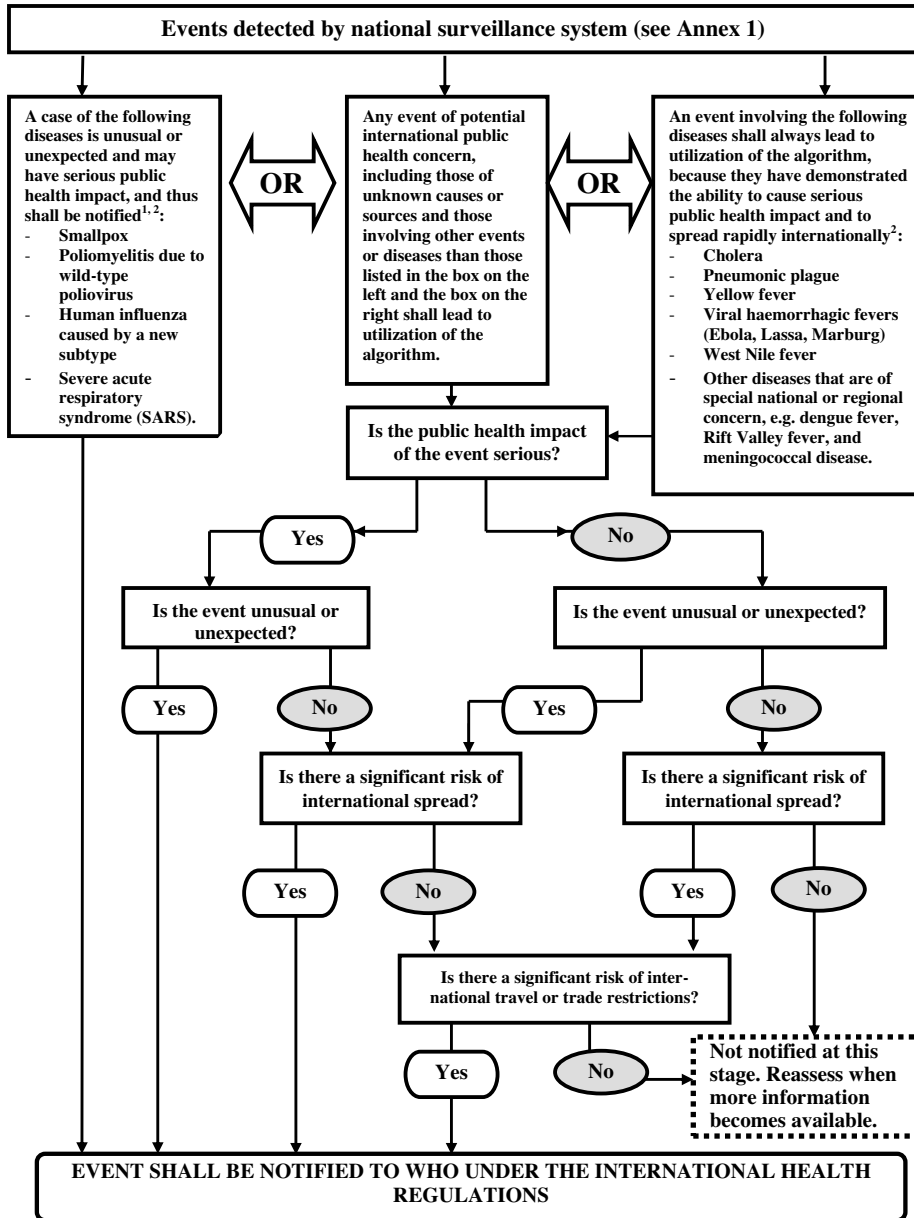 Events detected by national surveillance system (see Annex 1)
A case of the following
diseases is unusual or
unexpected and may
have serious public
health impact, and thus
shall be notified1, 2:
- Smallpox
- Poliomyelitis due to
wild-type
poliovirus
- Human influenza
caused by a new
subtype
- Severe acute
respiratory
syndrome (SARS).
OR
Any event of potential
international public
health concern,
including those of
unknown causes or
sources and those
involving other events
or diseases than those
listed in the box on the
left and the box on the
right shall lead to
utilization of the
algorithm.
OR
An event involving the following
diseases shall always lead to
utilization of the algorithm,
because they have demonstrated
the ability to cause serious
public health impact and to
spread rapidly internationally2:
- Cholera
- Pneumonic plague
- Yellow fever
- Viral haemorrhagic fevers
(Ebola, Lassa, Marburg)
- West Nile fever
- Other diseases that are of
special national or regional
concern, e.g. dengue fever,
Rift Valley fever, and
meningococcal disease.
Is the public health impact
of the event serious?
Yes
No
Is the event unusual or
unexpected?
Is the event unusual or unexpected?
Yes
No
Yes
No
Is there a significant risk of
international spread?
Is there a significant risk of
international spread?
Yes
No
Yes
No
Is there a significant risk of inter-
national travel or trade restrictions?
Yes
No
Not notified at this
stage. Reassess when
more information
becomes available.
EVENT SHALL BE NOTIFIED TO WHO UNDER THE INTERNATIONAL HEALTH
REGULATIONS